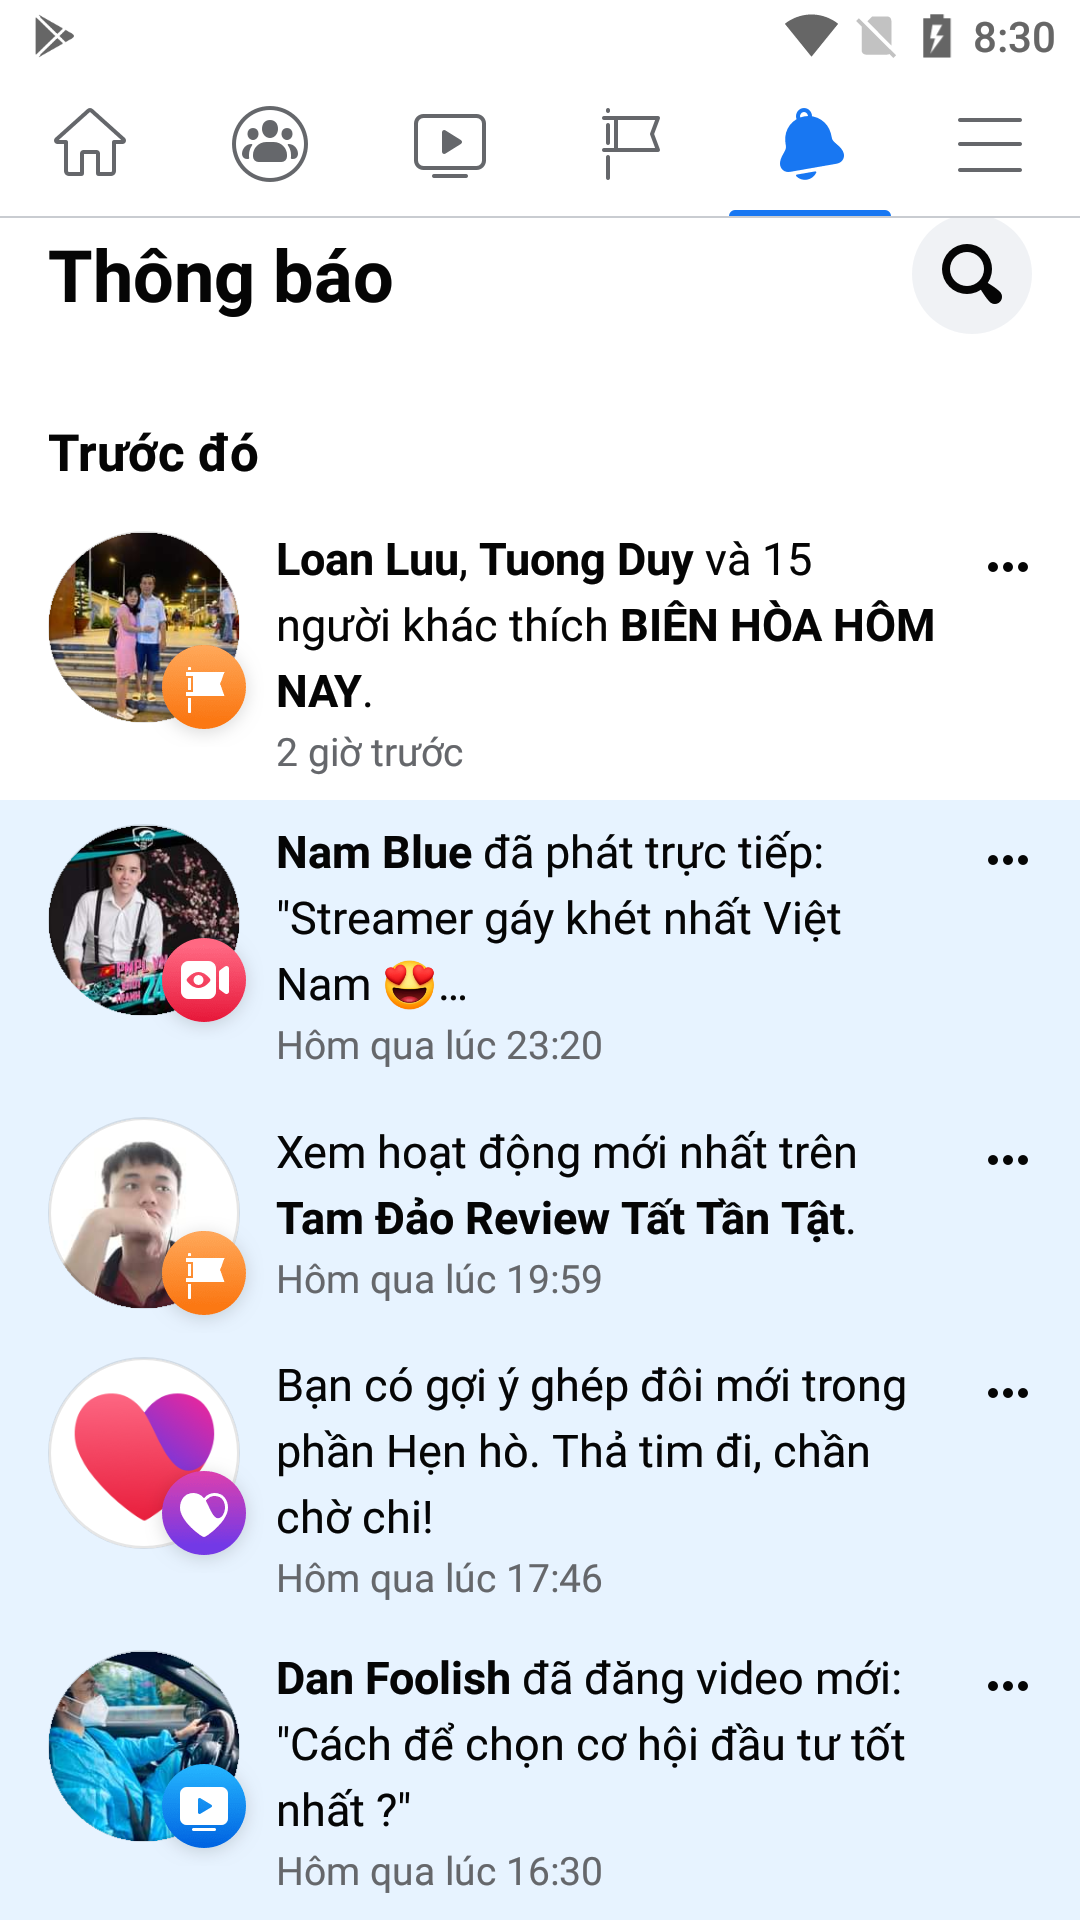 8:30
Thông báo
Trước đó
Loan Luu, Tuong Duy và 15
người khác thích BIÊN HÒA HÔM
NAY.
2 giờ trước
Nam Blue đã phát trực tiếp:
"Streamer gáy khét nhất Việt
Nam 😍...
Hôm qua lúc 23:20
Xem hoạt động mới nhất trên
Tam Đảo Review Tất Tần Tật.
Hôm qua lúc 19:59
Bạn có gợi ý ghép đôi mới trong
phần Hẹn hò. Thả tim đi, chần
chờ chi!
Hôm qua lúc 17:46
Dan Foolish đã đăng video mới:
"Cách để chọn cơ hội đầu tư tốt
nhất ?"
Hôm qua lúc 16:30